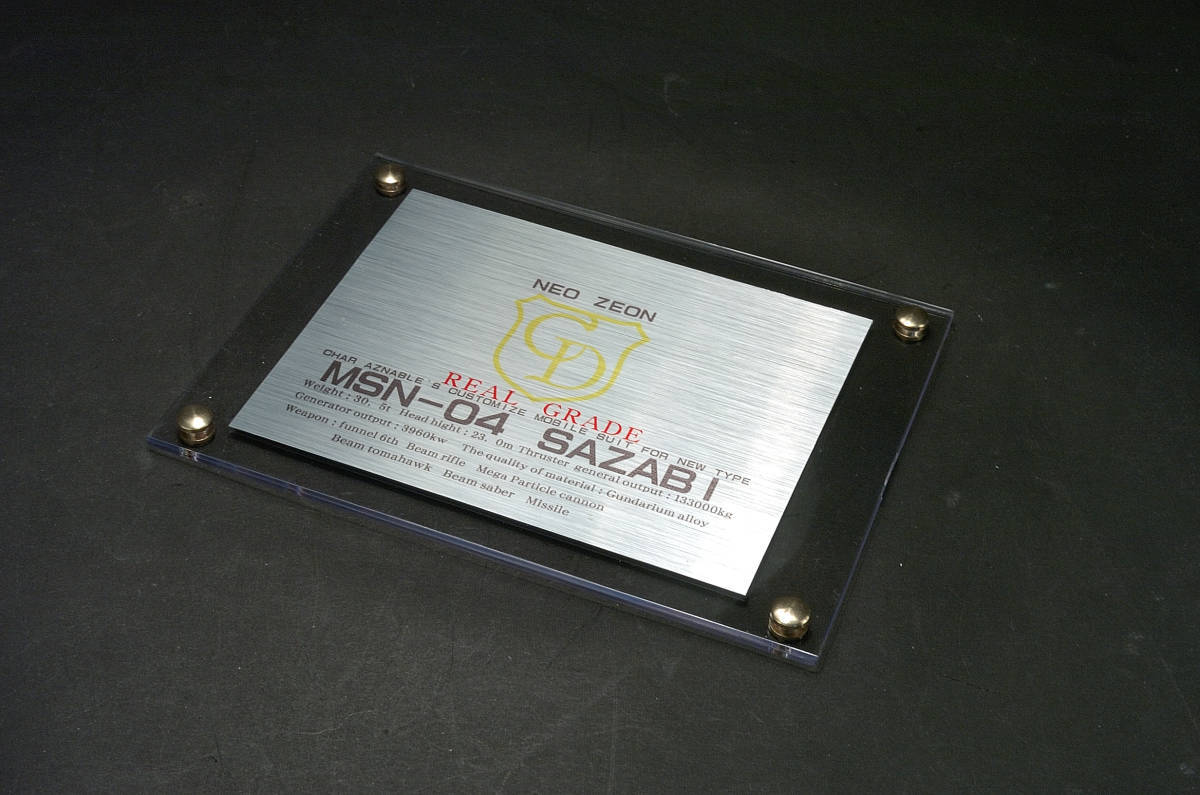 NEO ZEON
CD
REAL GRADE
CHAR AZNABLE'S CUSTOMIZE MOBILE SUIT FOR NEW TYPE
MSN-04 SAZABI
Weight : 30. 5t Head hight : 23. 0m Thruster general output : 133000kg
Generator output : 3960kw The quality of material : Gundarium alloy
Weapon : funnel 6th Beam rifle Mega Particle cannon
Beam tomahawk Beam saber Missile